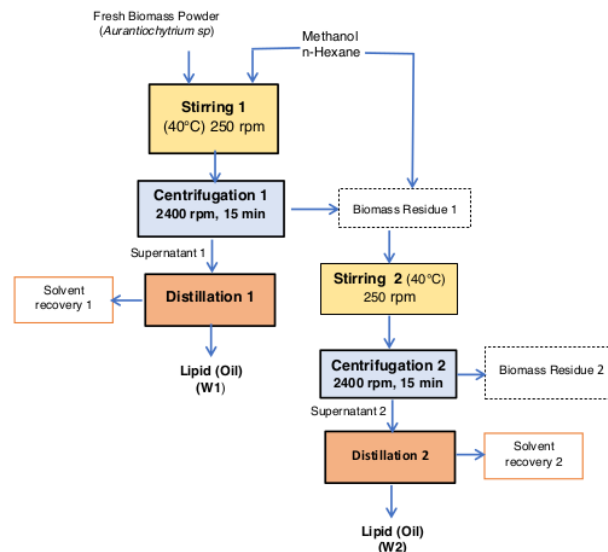 Fresh Biomass Powder
(Aurantiochytrium sp)
Methanol
n-Hexane
Stirring 1
(40°C) 250 rpm
Centrifugation 1
2400 rpm, 15 min
Biomass Residue 1
Supernatant 1
Stirring 2 (40°C)
250 rpm
Solvent
recovery 1
Distillation 1
Lipid (Oil)
(W1)
Centrifugation 2
2400 rpm, 15 min
Biomass Residue 2
Supernatant 2
Distillation 2
Solvent
recovery 2
Lipid (Oil)
(W2)